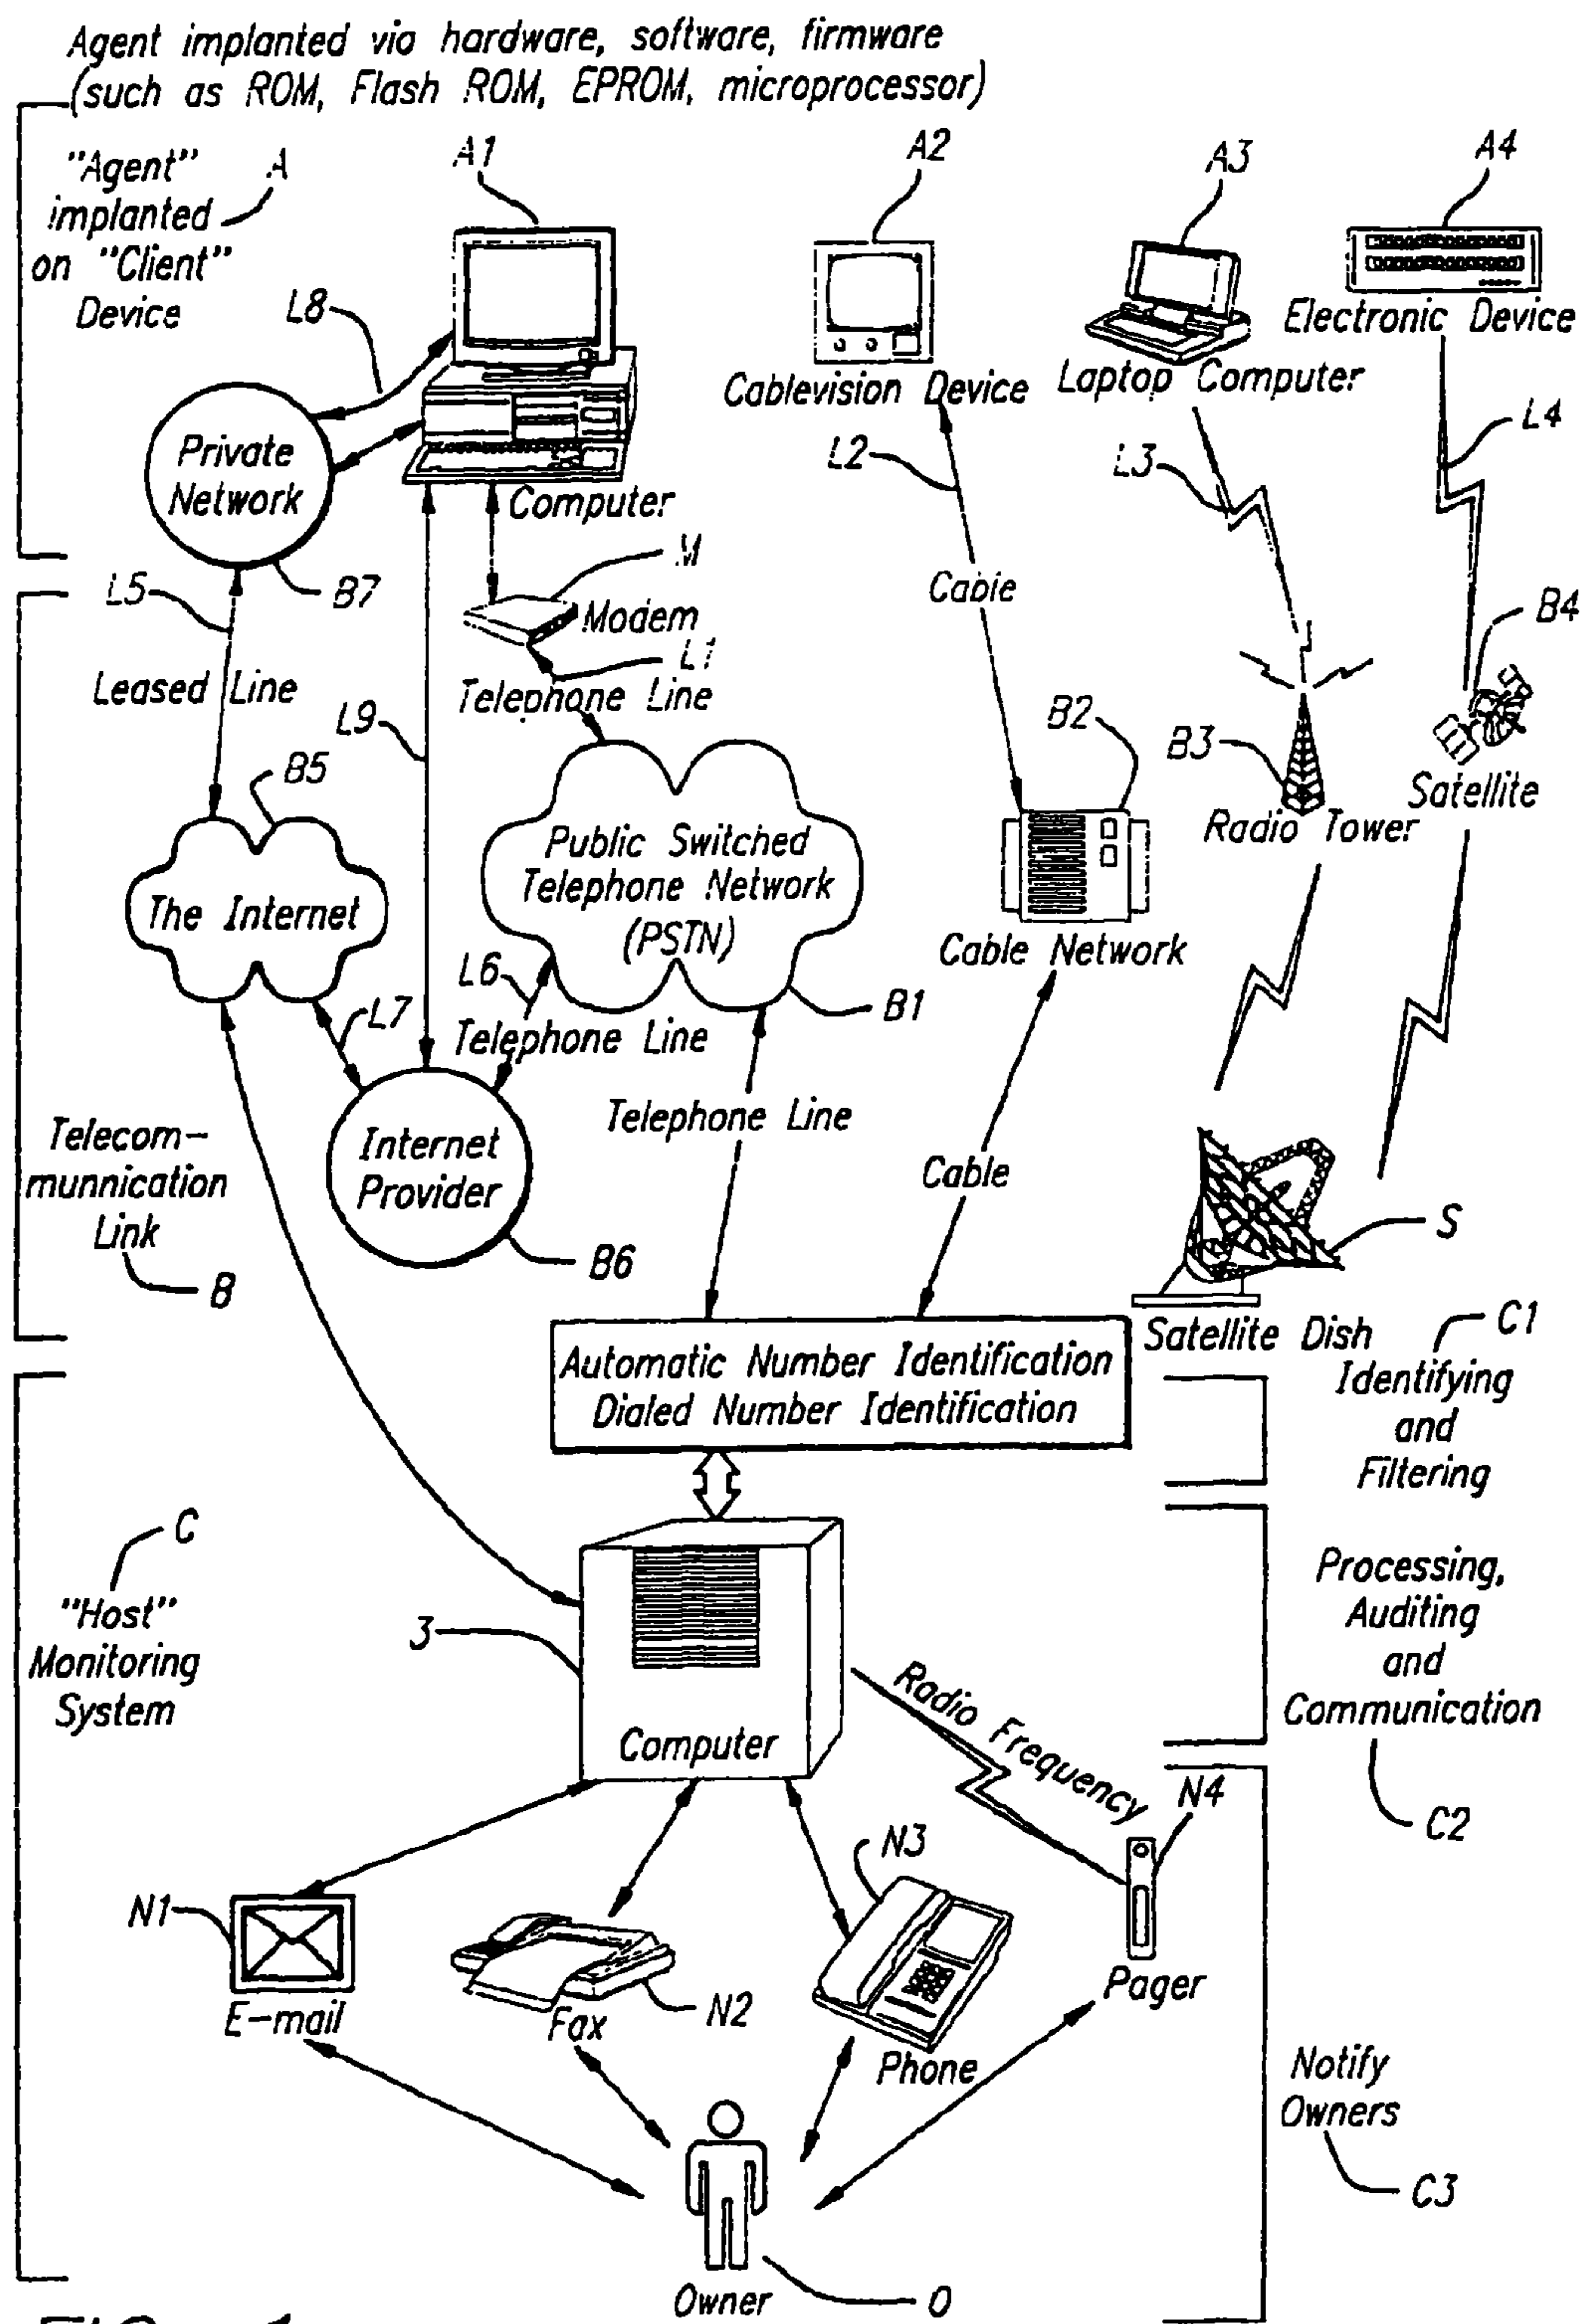 Agent implanted via hardware, software, firmware
(such as ROM, Flash ROM, EPROM, microprocessor)
"Agent"
implanted
on "Client"
Device
A
A1
A2
A3
A4
L8
Computer
Cablevision Device
Laptop Computer
Electronic Device
Private
Network
B7
L5
Leased Line
L9
M
Modem
L1
Telephone Line
L2
Cable
L3
L4
B5
The Internet
Public Switched
Telephone Network
(PSTN)
B1
B2
Cable Network
B3
Radio Tower
B4
Satellite
L6
Telephone Line
L7
Internet
Provider
B6
Telephone Line
Cable
Telecom-
munnication
Link
B
S
Satellite Dish
Automatic Number Identification
Dialed Number Identification
C1
Identifying
and
Filtering
C
"Host"
Monitoring
System
3
Computer
Radio Frequency
Processing,
Auditing
and
Communication
C2
N1
E-mail
N2
Fax
N3
Phone
N4
Pager
Notify
Owners
C3
Owner
O